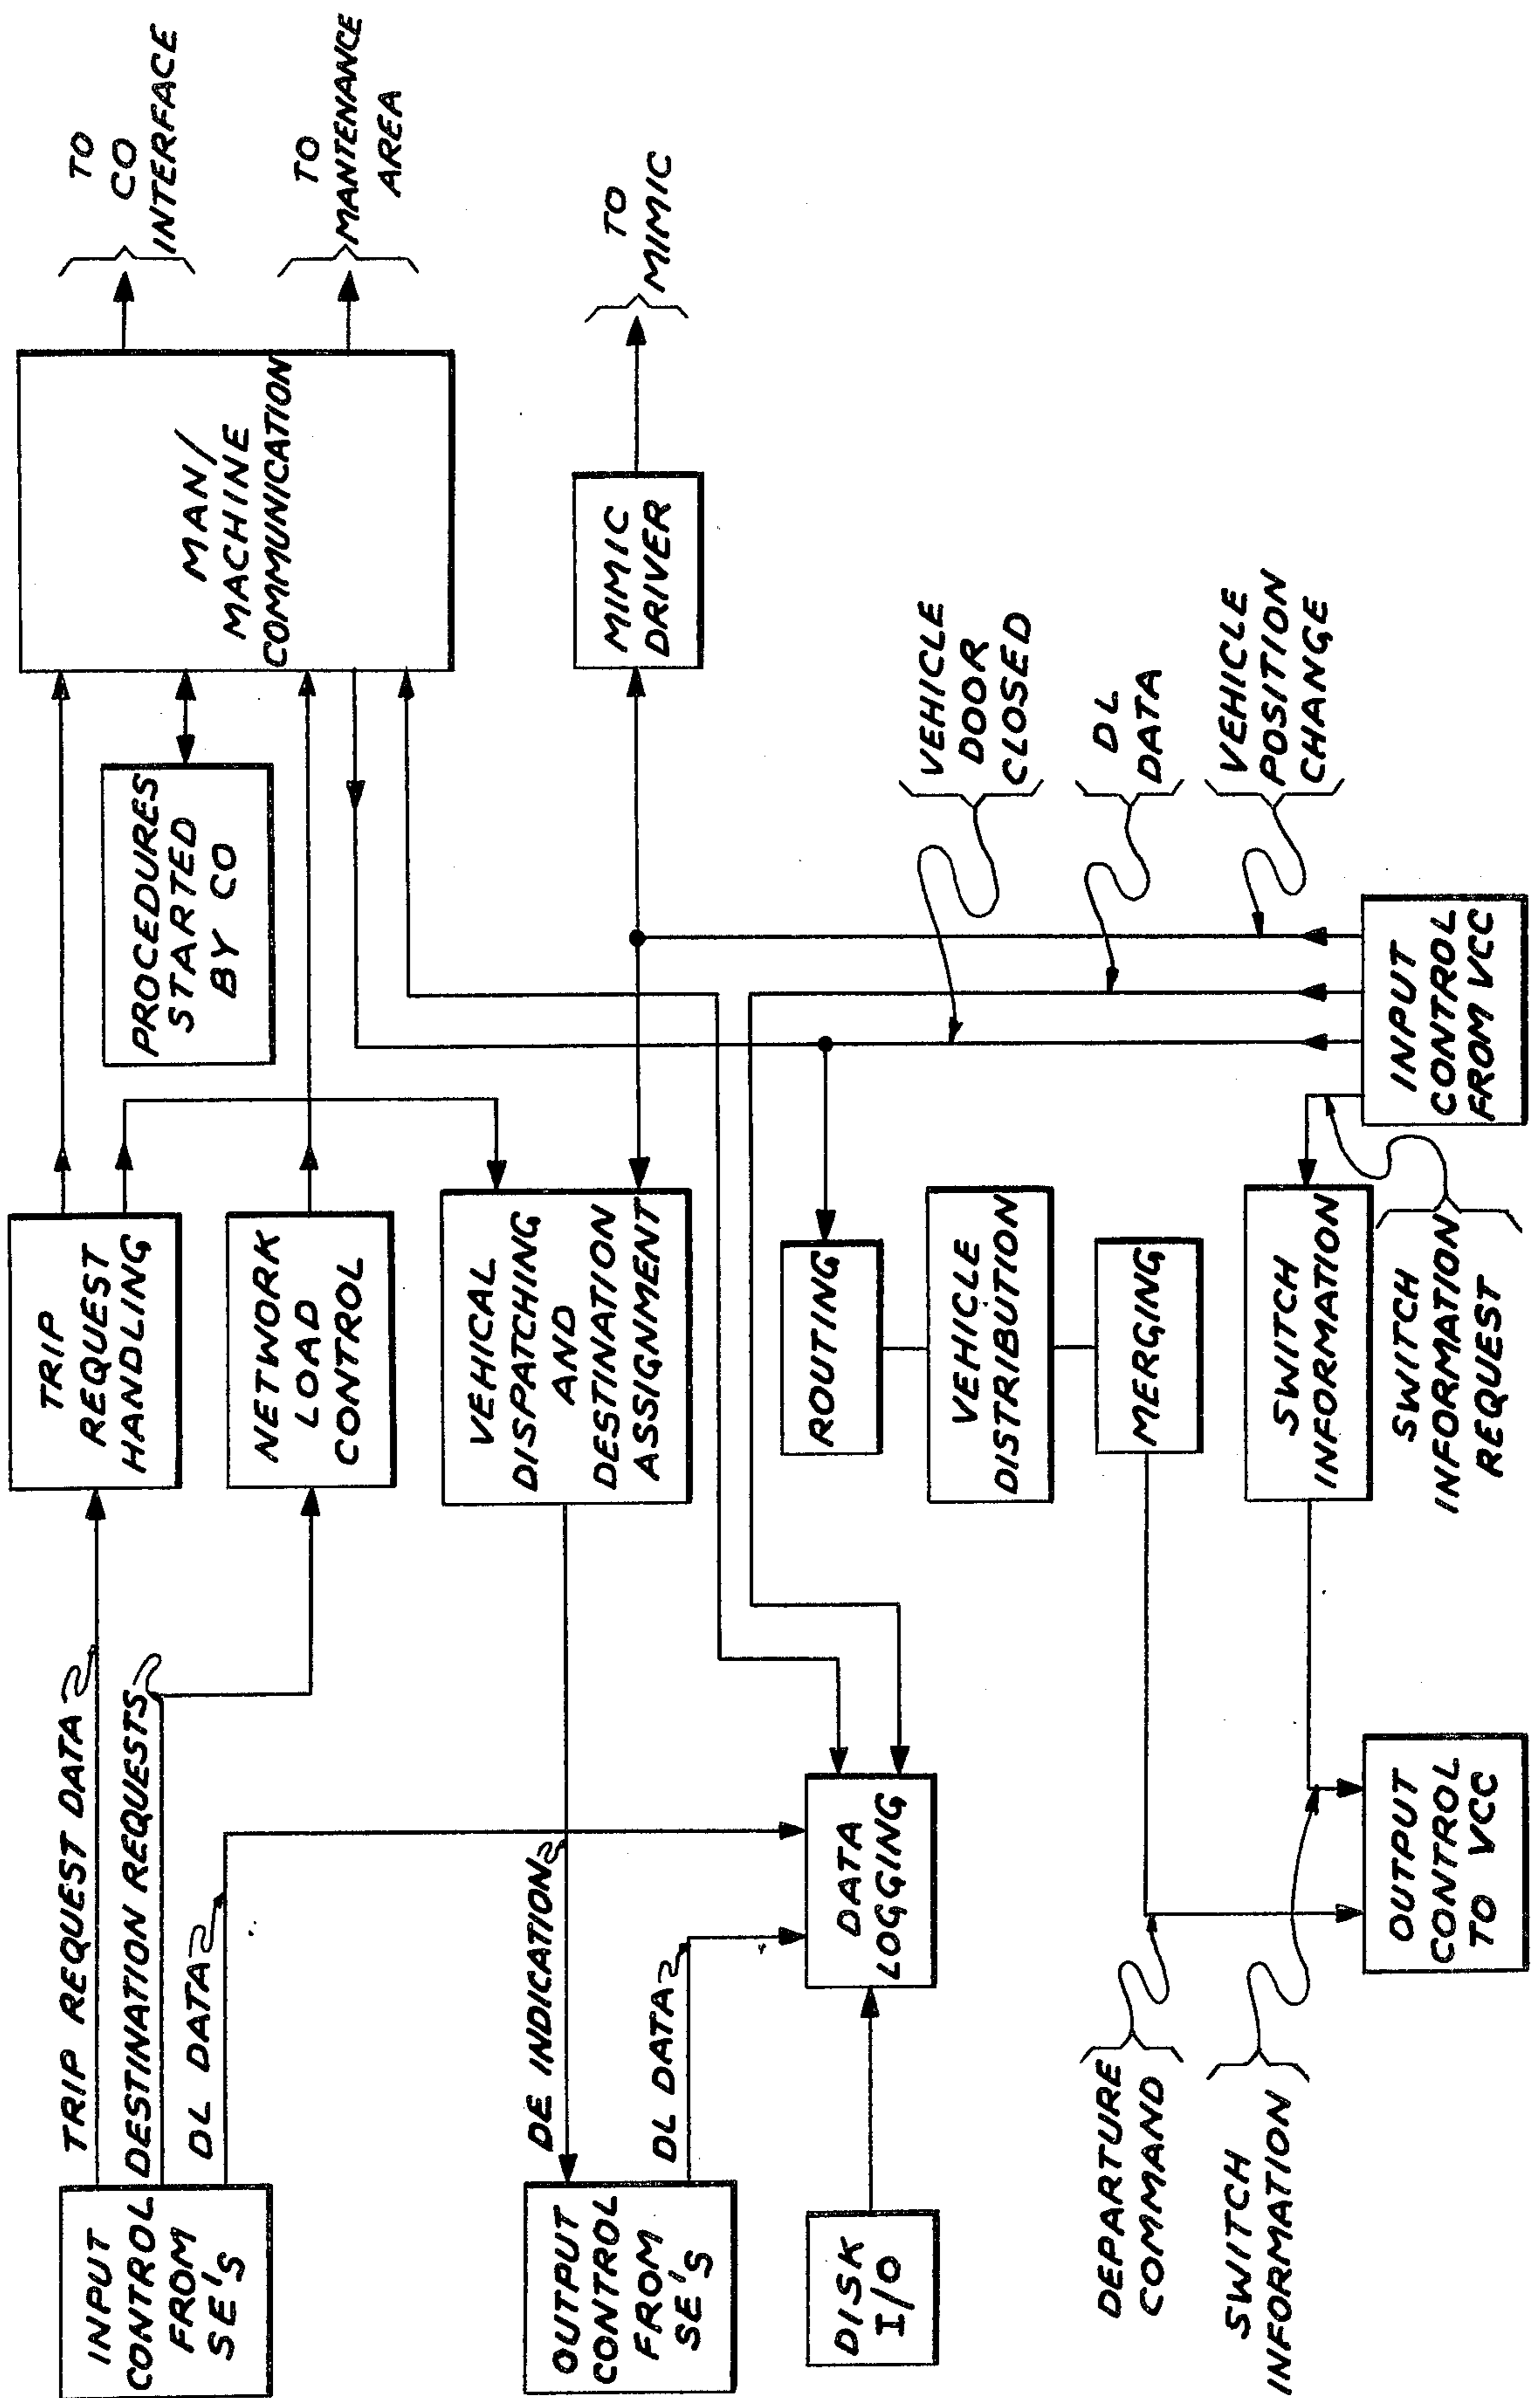 INPUT
CONTROL
FROM
SE'S
TRIP REQUEST DATA
DESTINATION REQUESTS
DL DATA
TRIP
REQUEST
HANDLING
NETWORK
LOAD
CONTROL
PROCEDURES
STARTED
BY CO
MAN/
MACHINE
COMMUNICATION
TO
CO
INTERFACE
TO
MANTENANCE
AREA
OUTPUT
CONTROL
FROM
SE'S
DE INDICATION
DL DATA
VEHICAL
DISPATCHING
AND
DESTINATION
ASSIGNMENT
MIMIC
DRIVER
TO
MIMIC
DISK
I/O
DATA
LOGGING
ROUTING
VEHICLE
DISTRIBUTION
MERGING
VEHICLE
DOOR
CLOSED
DL
DATA
VEHICLE
POSITION
CHANGE
DEPARTURE
COMMAND
SWITCH
INFORMATION
SWITCH
INFORMATION
OUTPUT
CONTROL
TO VCC
SWITCH
INFORMATION
REQUEST
INPUT
CONTROL
FROM VCC